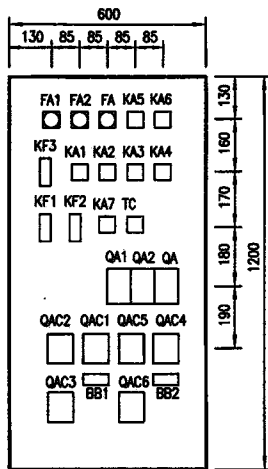 600
130 85 85 85 85
FA1 FA2 FA KA5 KA6
130
KF3 KA1 KA2 KA3 KA4
160
KF1 KF2 KA7 TC
170
QA1 QA2 QA
180
1200
QAC2 QAC1 QAC5 QAC4
190
QAC3 BB1 QAC6 BB2